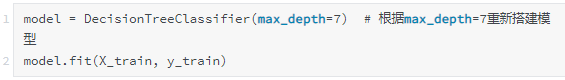 1 model = DecisionTreeClassifier(max_depth=7)  # 根据max_depth=7重新搭建模
型
2 model.fit(X_train, y_train)